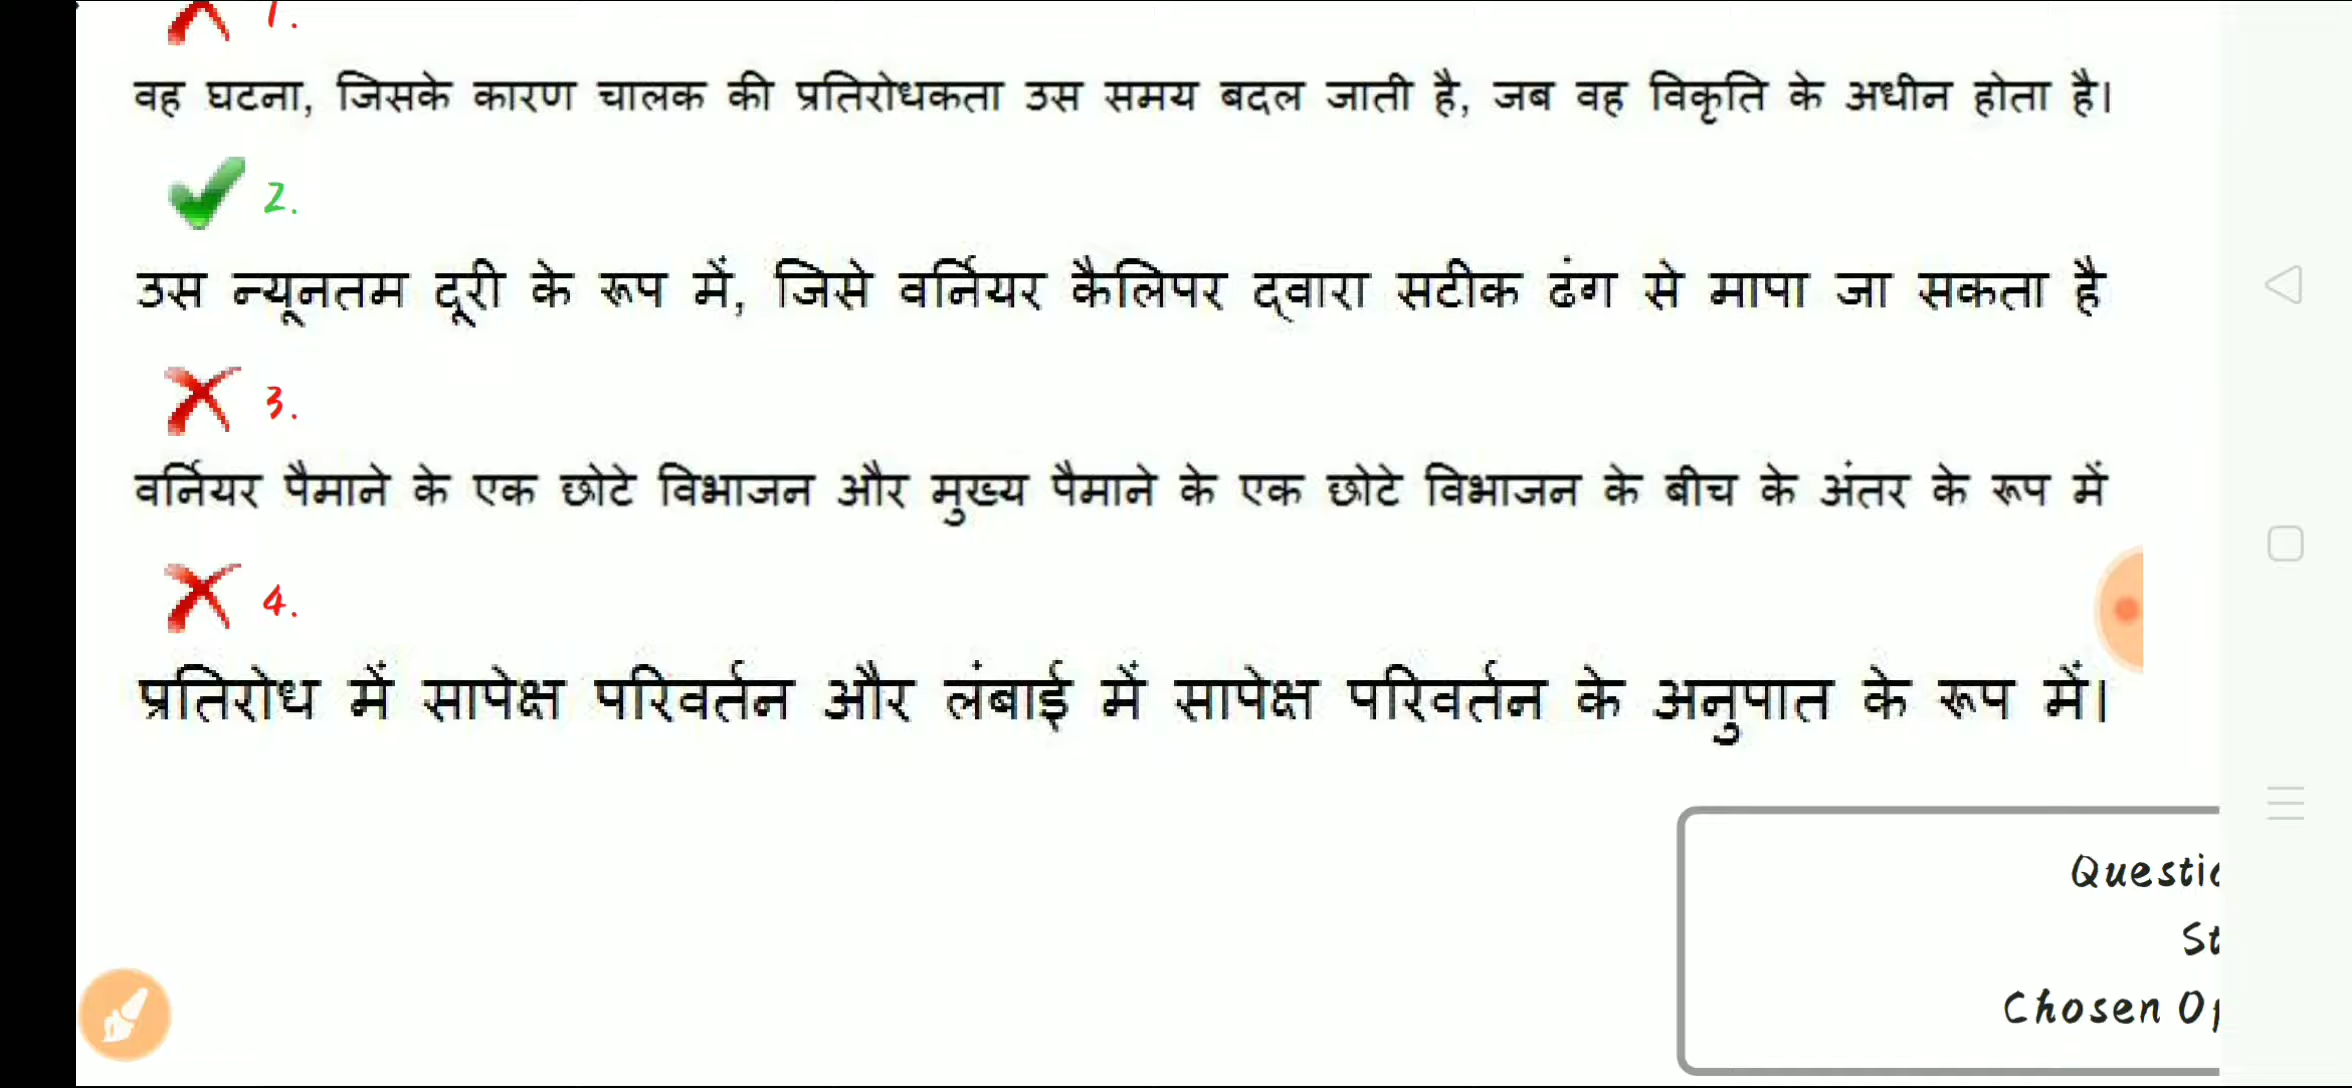 1.
वह घटना, जिसके कारण चालक की प्रतिरोधकता उस समय बदल जाती है, जब वह विकृति के अधीन होता है।
2.
उस न्यूनतम दूरी के रूप में, जिसे वर्नियर कैलिपर द्वारा सटीक ढंग से मापा जा सकता है
3.
वर्नियर पैमाने के एक छोटे विभाजन और मुख्य पैमाने के एक छोटे विभाजन के बीच के अंतर के रूप में
4.
प्रतिरोध में सापेक्ष परिवर्तन और लंबाई में सापेक्ष परिवर्तन के अनुपात के रूप में।
Chosen